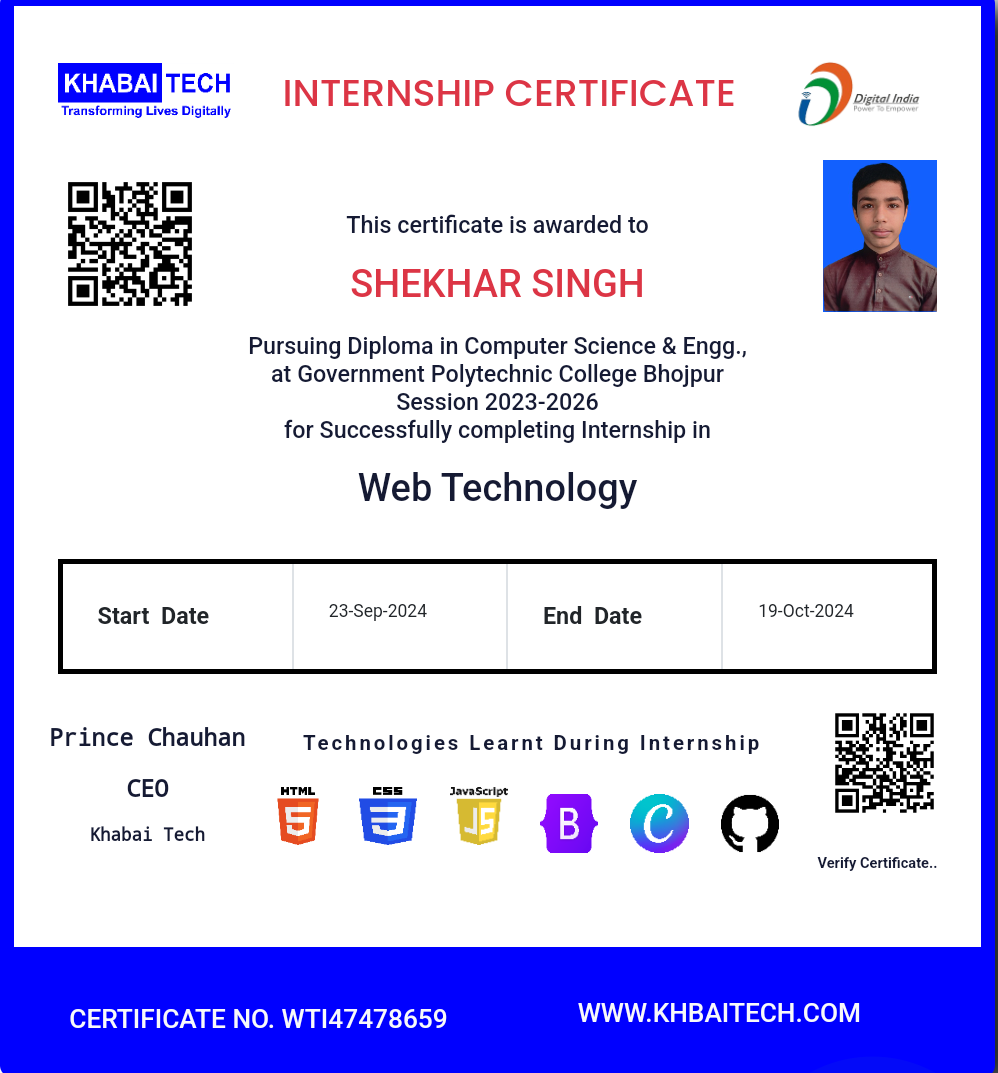 KHABAI TECH
Transforming Lives Digitally
INTERNSHIP CERTIFICATE
Digital India
Power To Empower
This certificate is awarded to
SHEKHAR SINGH
Pursuing Diploma in Computer Science & Engg.,
at Government Polytechnic College Bhojpur
Session 2023-2026
for Successfully completing Internship in
Web Technology
Start Date 23-Sep-2024 End Date 19-Oct-2024
Prince Chauhan
CEO
Khabai Tech
Technologies Learnt During Internship
HTML CSS JavaScript
5 3 JS B C
Verify Certificate..
CERTIFICATE NO. WTI47478659
WWW.KHBAITECH.COM